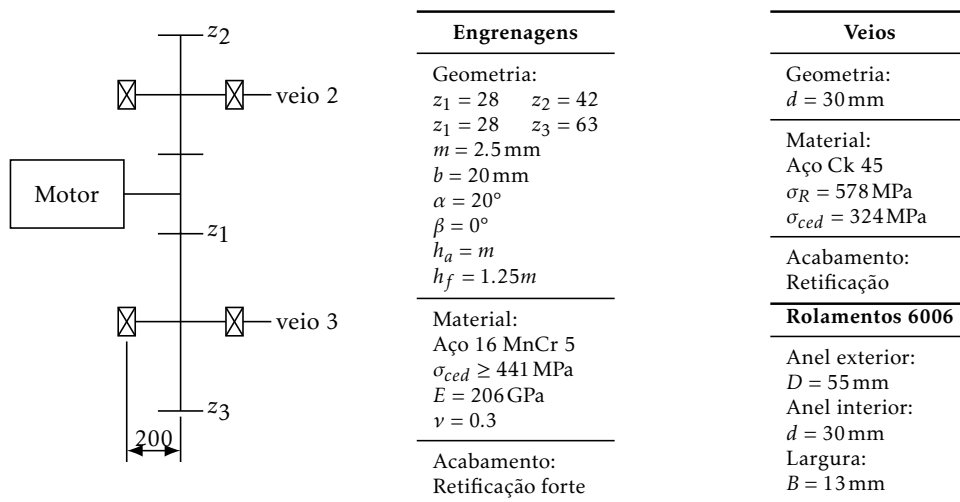 z2
veio 2
Motor
z1
veio 3
z3
200
Engrenagens
Geometria:
z1 = 28 z2 = 42
z1 = 28 z3 = 63
m = 2.5 mm
b = 20 mm
α = 20°
β = 0°
ha = m
hf = 1.25m
Material:
Aço 16 MnCr 5
σced ≥ 441 MPa
E = 206 GPa
ν = 0.3
Acabamento:
Retificação forte
Veios
Geometria:
d = 30 mm
Material:
Aço Ck 45
σR = 578 MPa
σced = 324 MPa
Acabamento:
Retificação
Rolamentos 6006
Anel exterior:
D = 55 mm
Anel interior:
d = 30 mm
Largura:
B = 13 mm